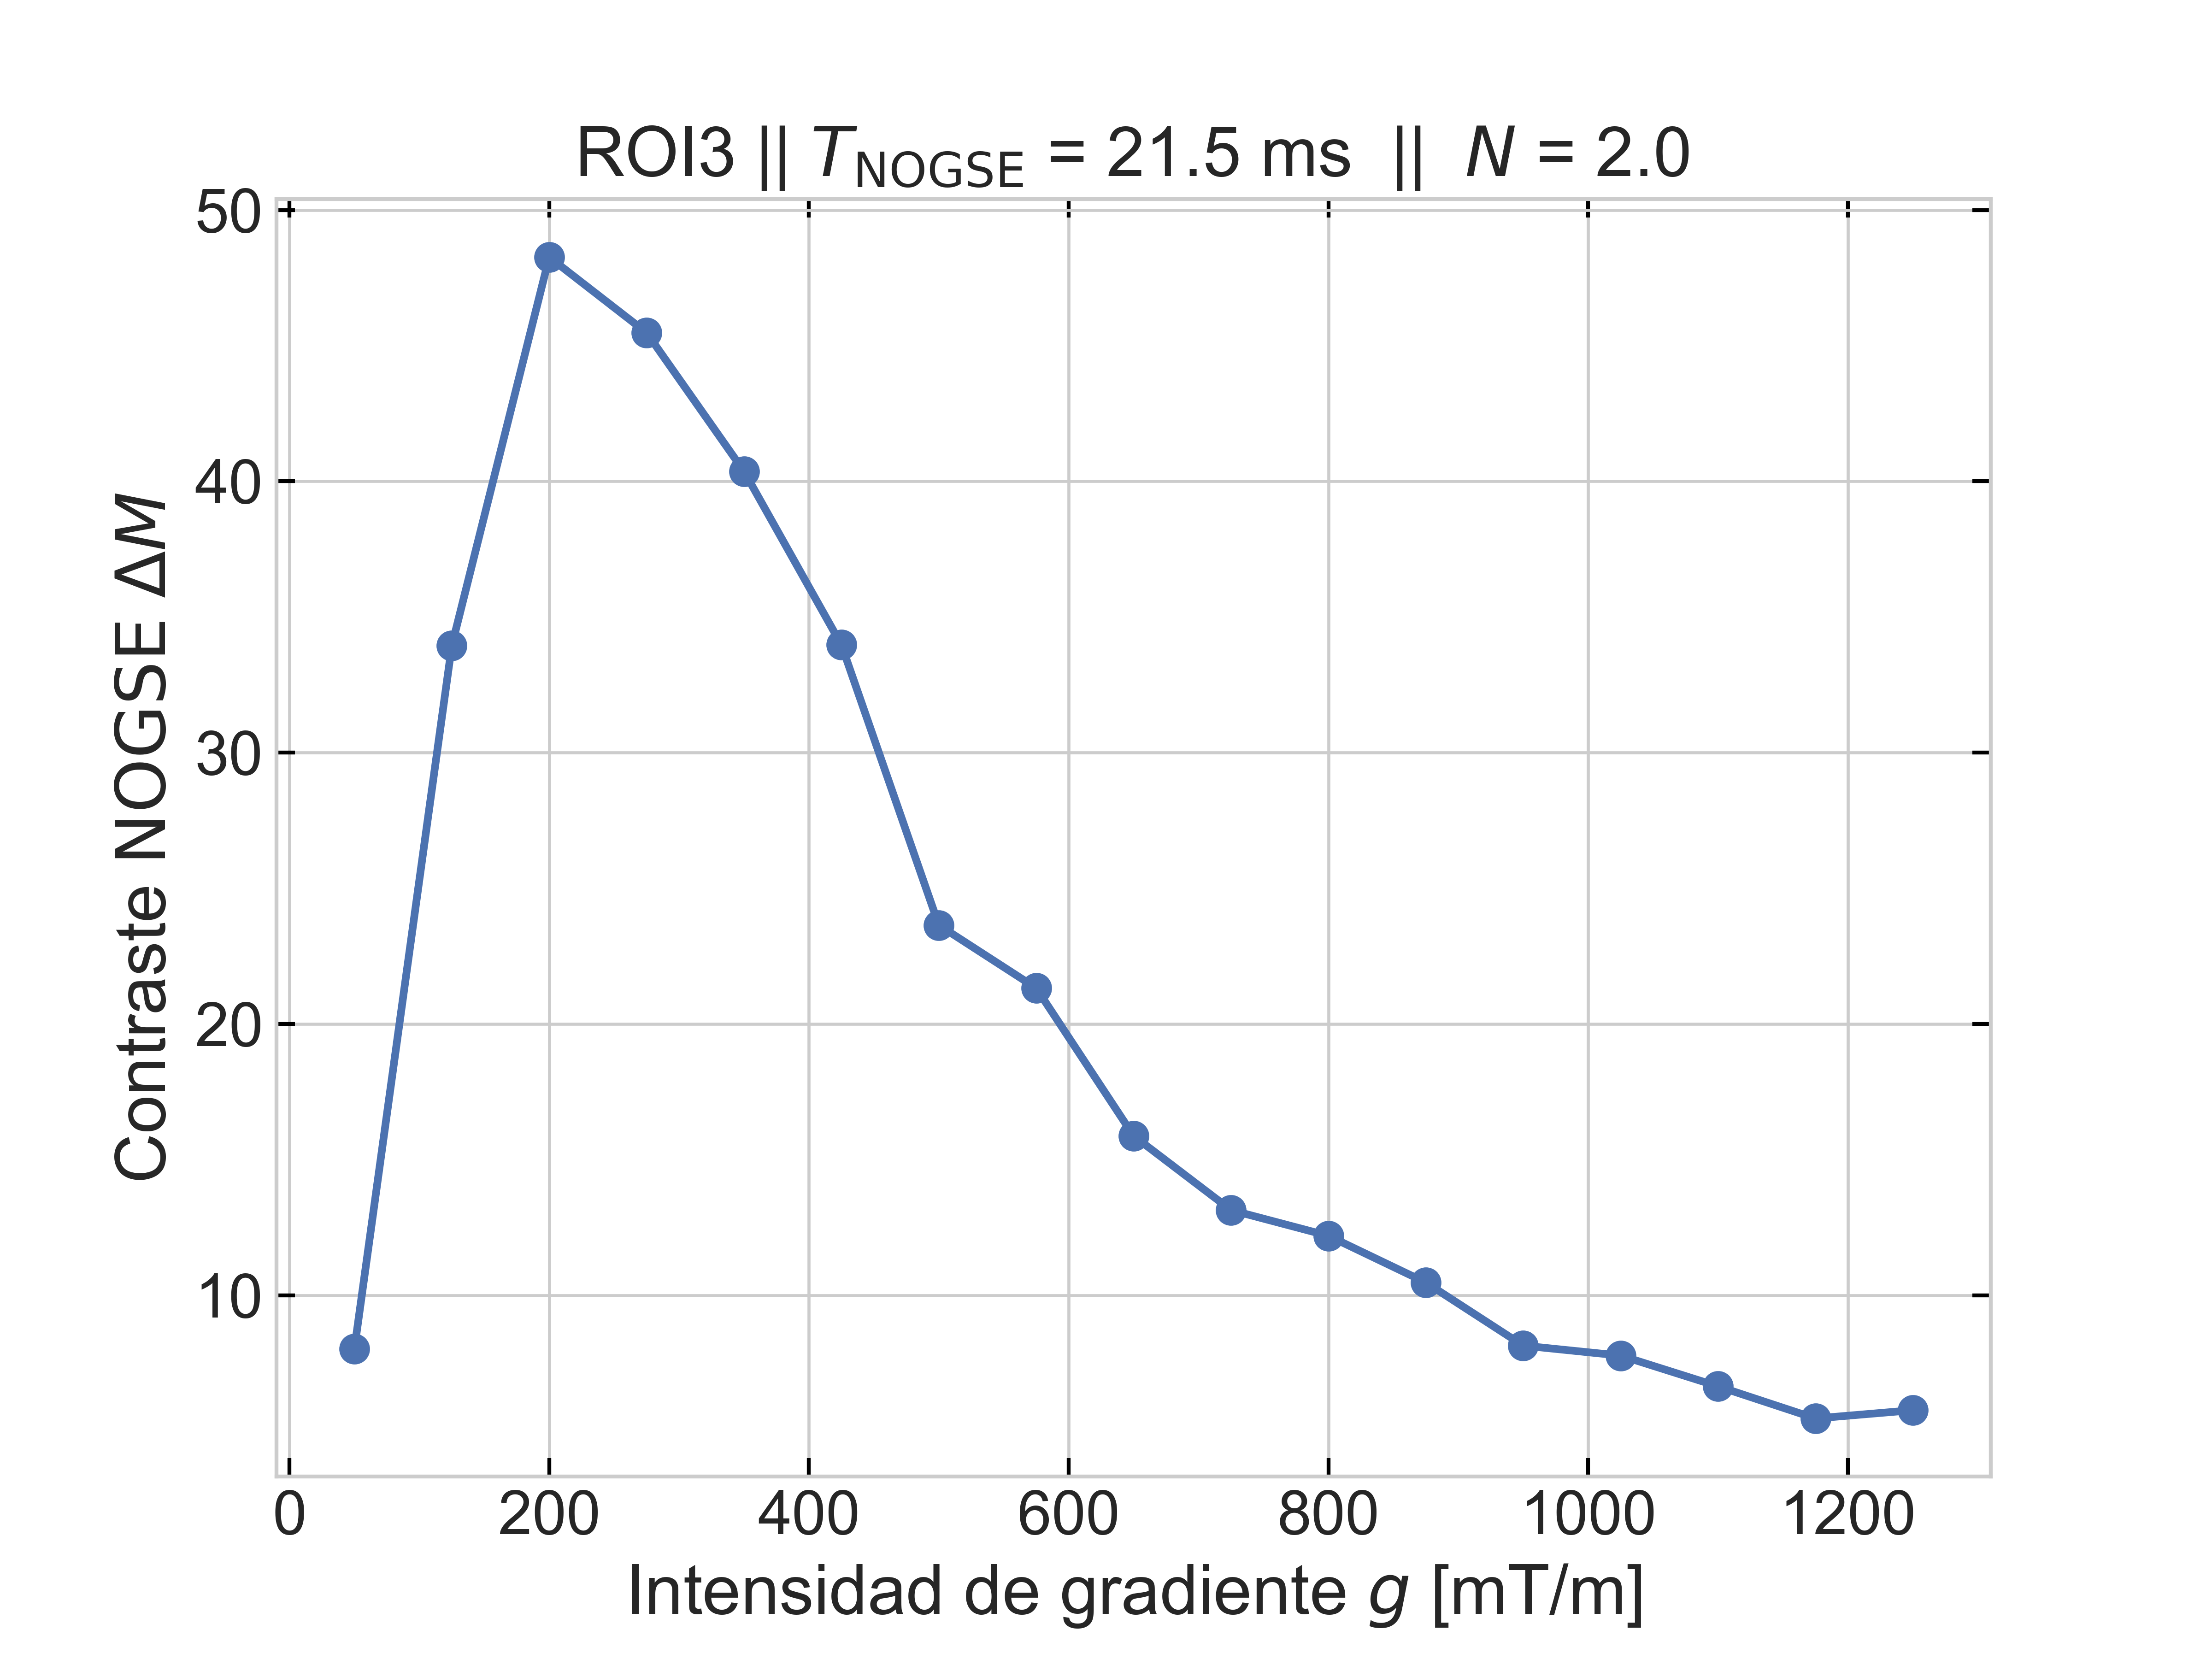 ROI3 || T_NOGSE = 21.5 ms || N = 2.0
Contraste NOGSE ΔM
50
40
30
20
10
0 200 400 600 800 1000 1200
Intensidad de gradiente g [mT/m]